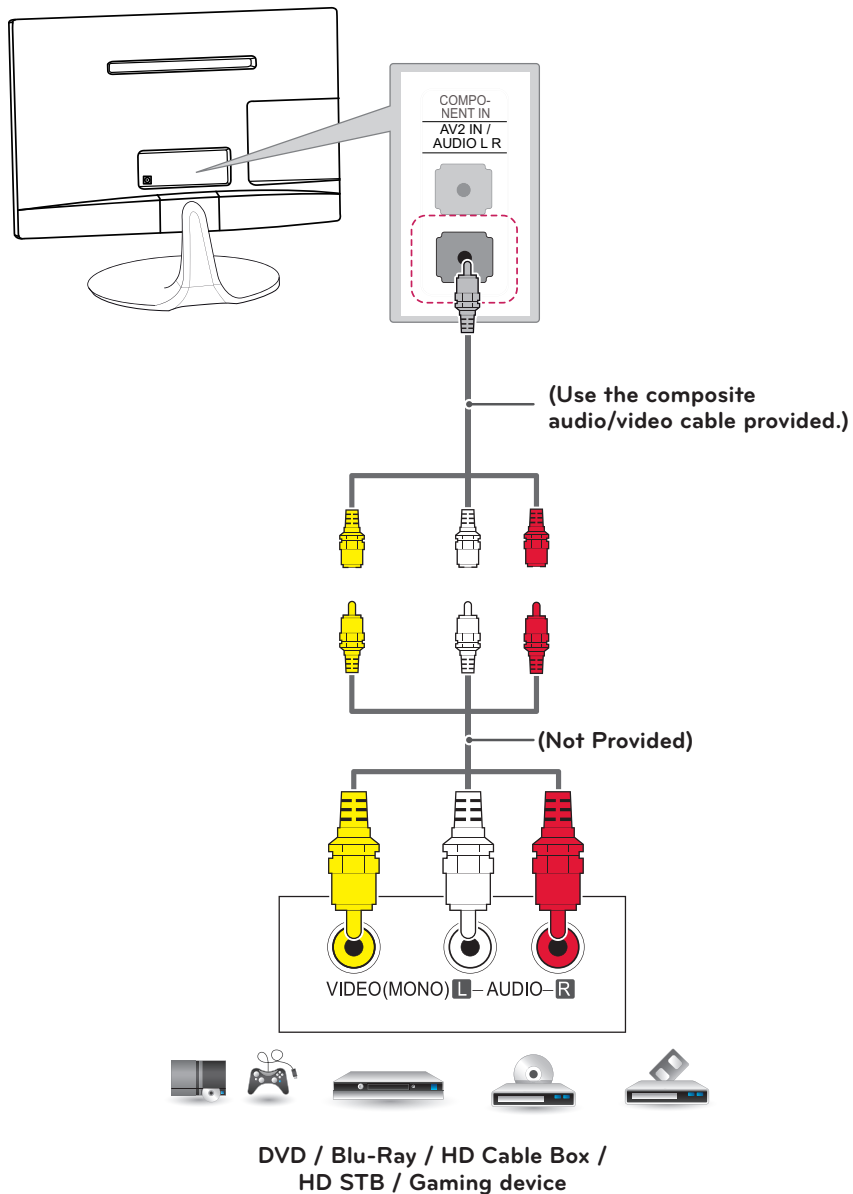 COMPO-
NENT IN
AV2 IN /
AUDIO L R
(Use the composite
audio/video cable provided.)
(Not Provided)
VIDEO(MONO) L – AUDIO – R
DVD / Blu-Ray / HD Cable Box /
HD STB / Gaming device